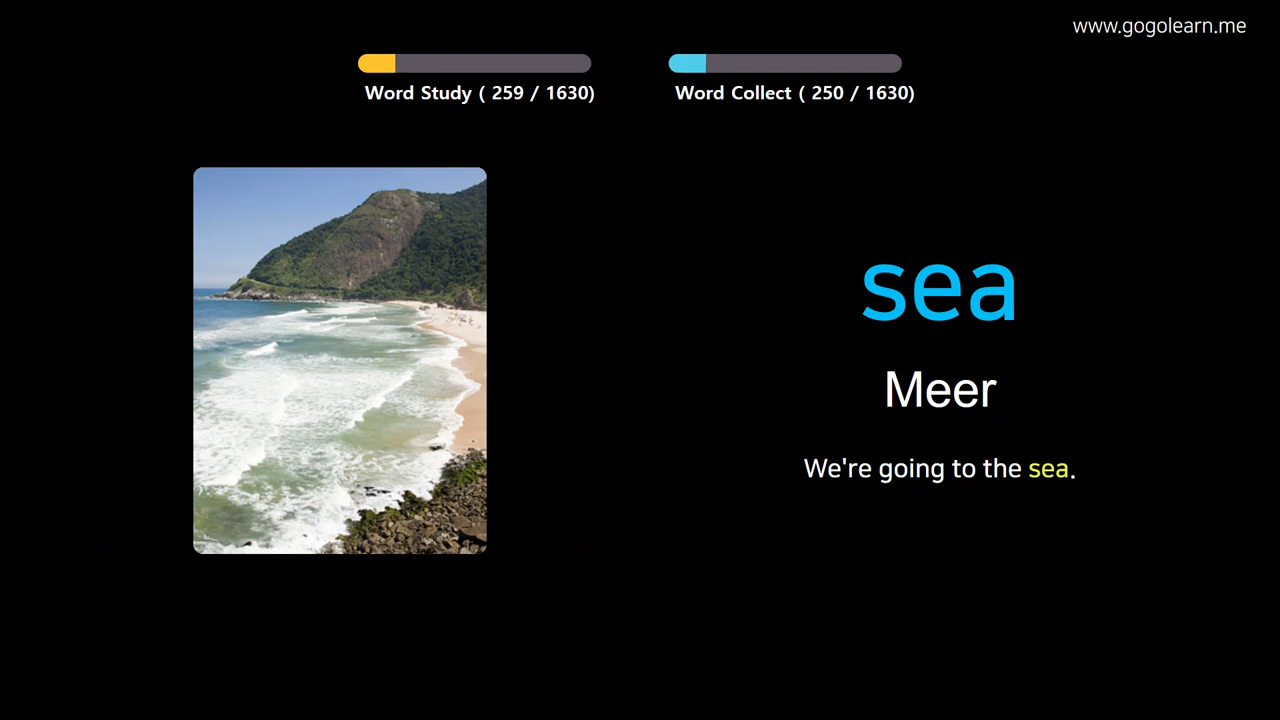 www.gogolearn.me
Word Study ( 259 / 1630)
Word Collect ( 250 / 1630)
sea
Meer
We're going to the sea.